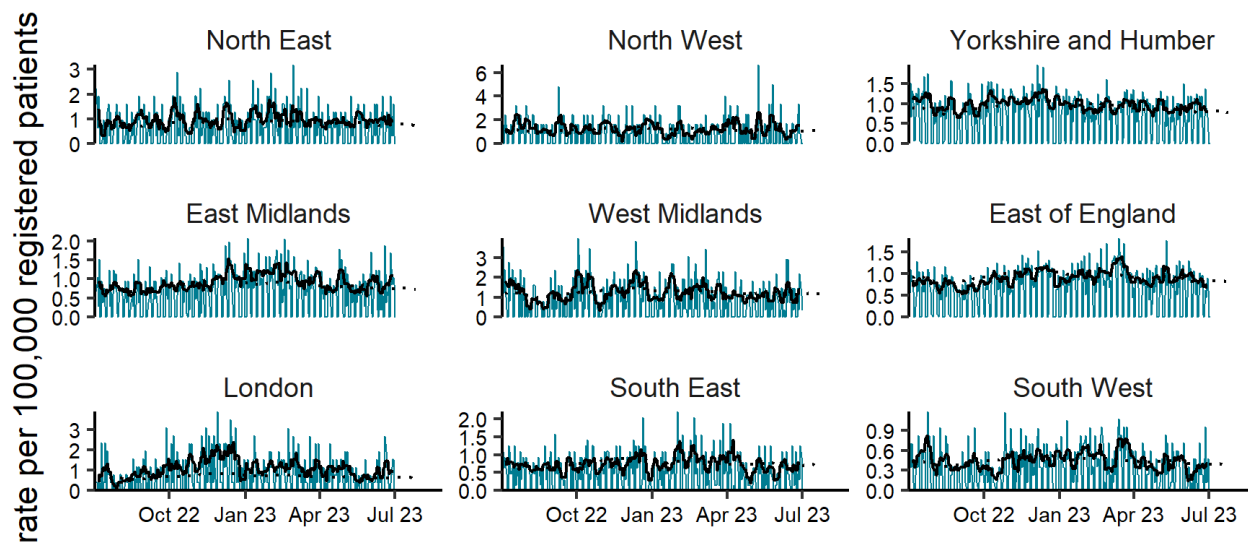 rate per 100,000 registered patients
North East
North West
Yorkshire and Humber
3
2
1
0
6
4
2
0
1.5
1.0
0.5
0.0
East Midlands
West Midlands
East of England
2.0
1.5
1.0
0.5
0.0
3
2
1
0
1.5
1.0
0.5
0.0
London
South East
South West
3
2
1
0
2.0
1.5
1.0
0.5
0.0
0.9
0.6
0.3
0.0
Oct 22 Jan 23 Apr 23 Jul 23
Oct 22 Jan 23 Apr 23 Jul 23
Oct 22 Jan 23 Apr 23 Jul 23